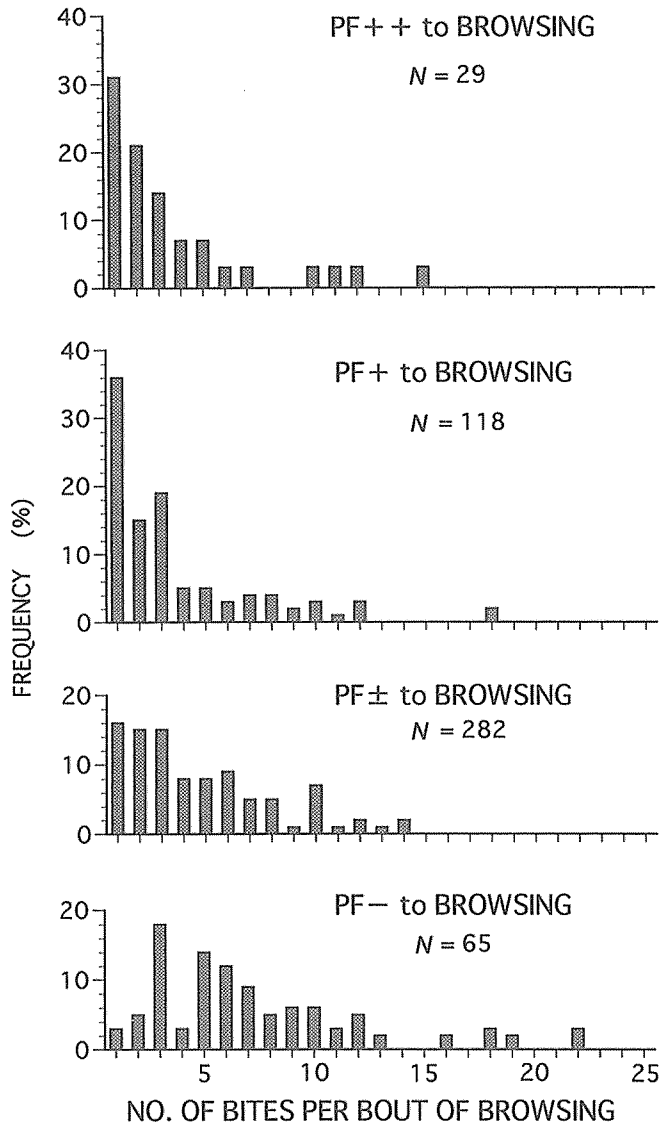 PF++ to BROWSING
N = 29
40
30
20
10
0
PF+ to BROWSING
N = 118
40
30
20
10
0
PF± to BROWSING
N = 282
20
10
0
PF− to BROWSING
N = 65
20
10
0
5 10 15 20 25
NO. OF BITES PER BOUT OF BROWSING
FREQUENCY (%)